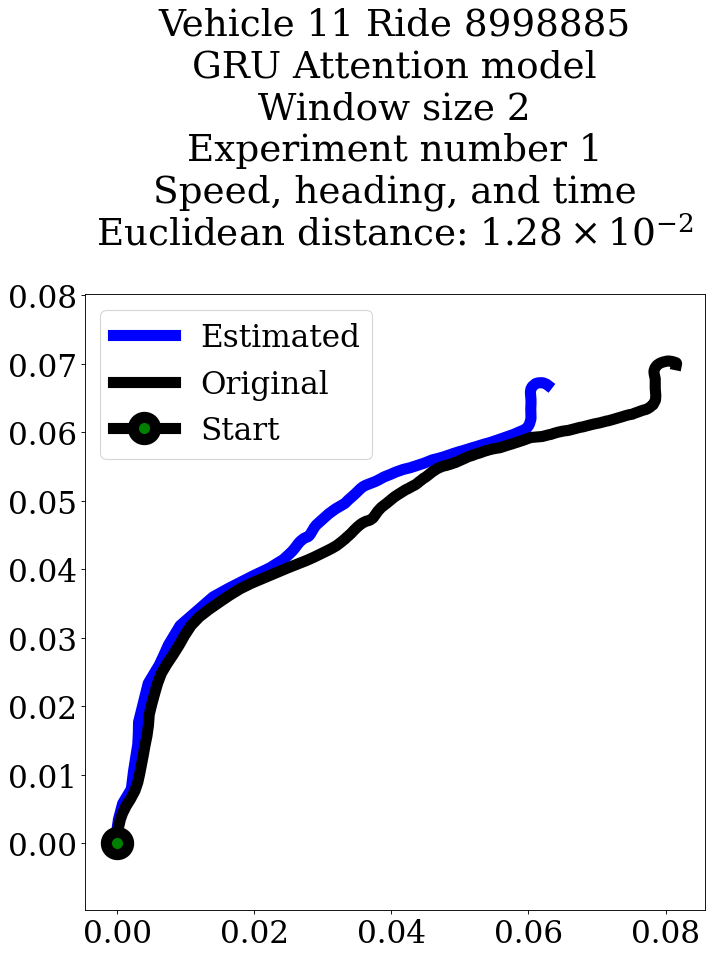 Vehicle 11 Ride 8998885
GRU Attention model
Window size 2
Experiment number 1
Speed, heading, and time
Euclidean distance: 1.28 × 10⁻²
0.08
0.07
0.06
0.05
0.04
0.03
0.02
0.01
0.00
Estimated
Original
Start
0.00 0.02 0.04 0.06 0.08